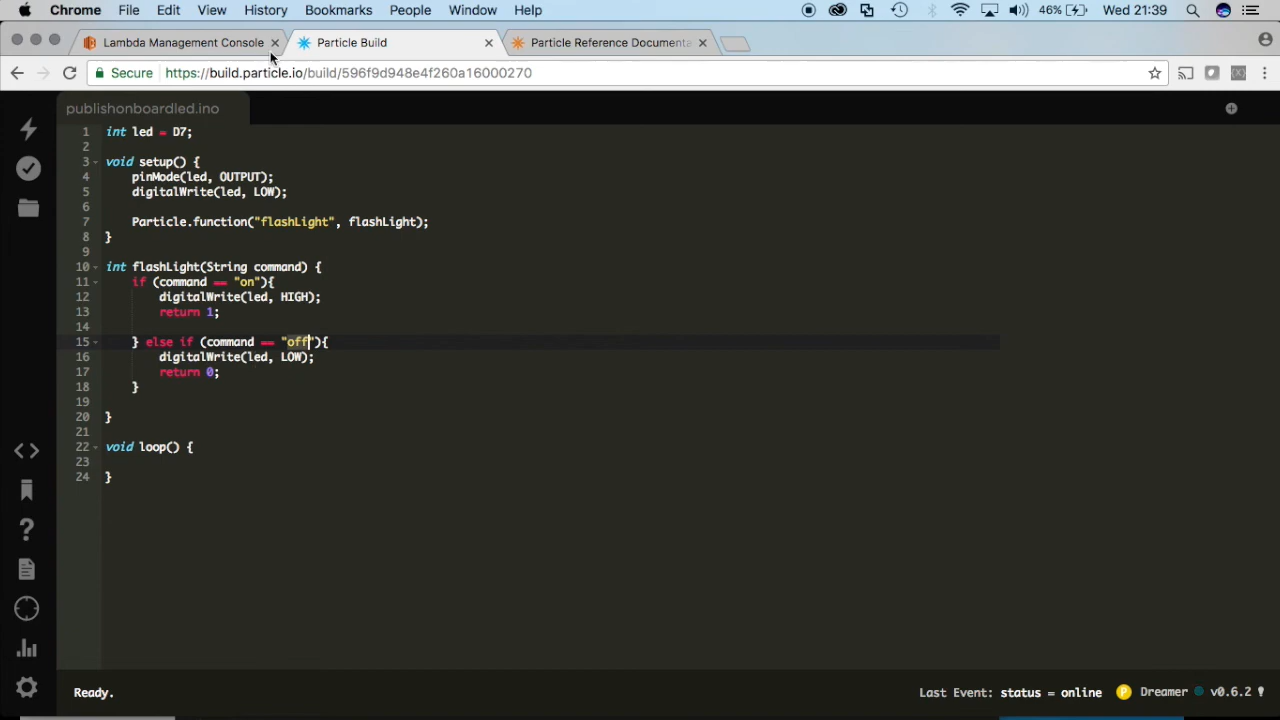 Chrome File Edit View History Bookmarks People Window Help 46% Wed 21:39
Lambda Management Console Particle Build Particle Reference Documenta
Secure https://build.particle.io/build/596f9d948e4f260a16000270
publishonboardled.ino
1 int led = D7;
2
3 void setup() {
4 pinMode(led, OUTPUT);
5 digitalWrite(led, LOW);
6
7 Particle.function("flashLight", flashLight);
8 }
9
10 int flashLight(String command) {
11 if (command == "on"){
12 digitalWrite(led, HIGH);
13 return 1;
14
15 } else if (command == "off"){
16 digitalWrite(led, LOW);
17 return 0;
18 }
19
20 }
21
22 void loop() {
23
24 }
Ready. Last Event: status = online Dreamer v0.6.2